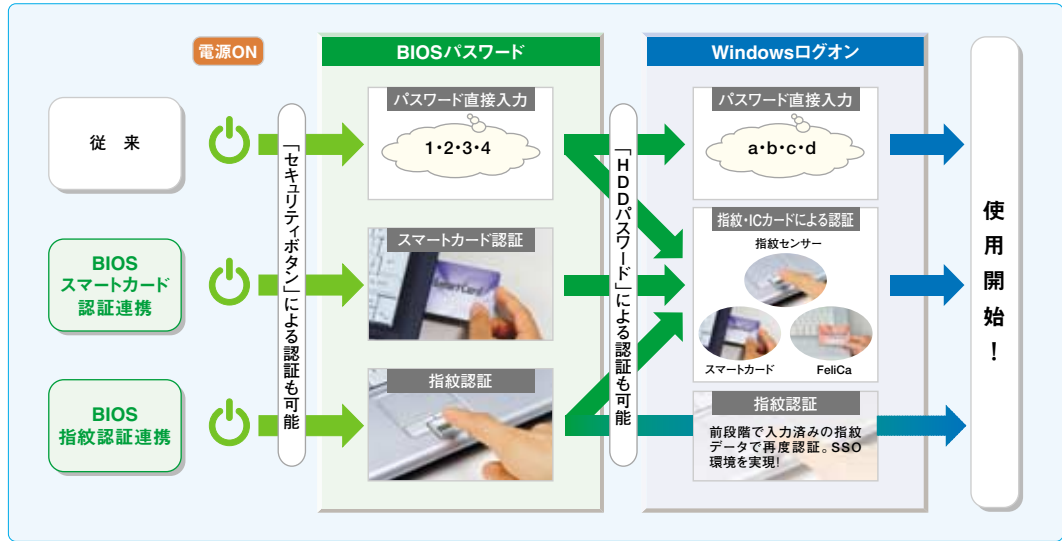 電源ON
BIOSパスワード
Windowsログオン
従 来
「セキュリティボタン」による認証も可能
パスワード直接入力
1・2・3・4
「HDDパスワード」による認証も可能
パスワード直接入力
a・b・c・d
BIOS
スマートカード
認証連携
スマートカード認証
SmartCard
指紋・ICカードによる認証
指紋センサー
スマートカード
FeliCa
BIOS
指紋認証連携
指紋認証
指紋認証
前段階で入力済みの指紋
データで再度認証。SSO
環境を実現!
使用開始!